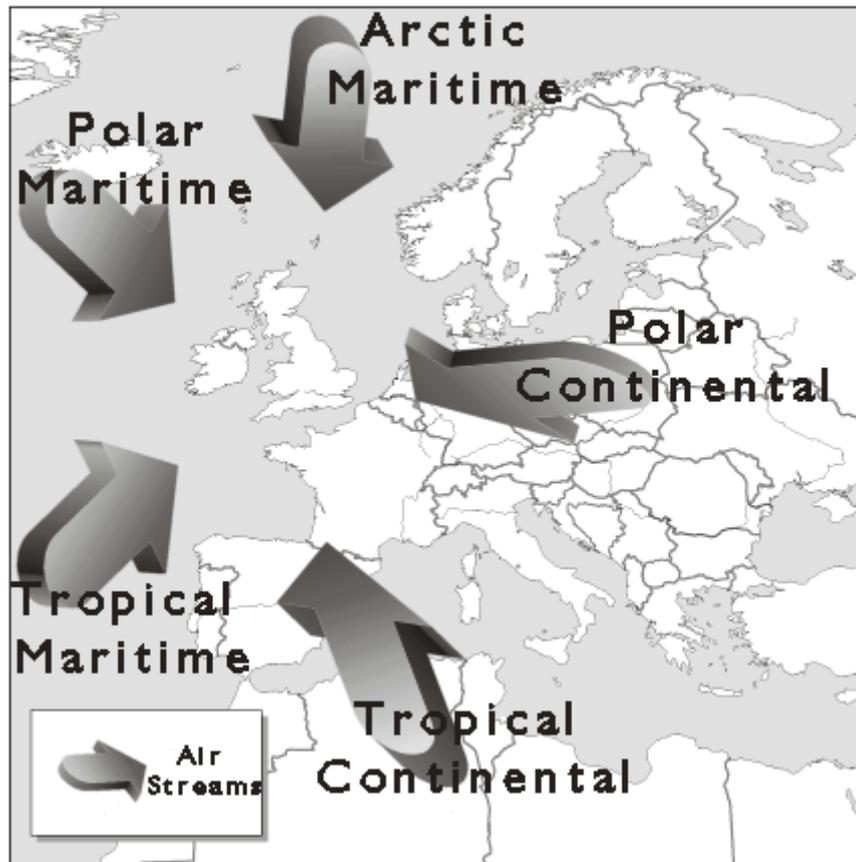 Arctic
Maritime
Polar
Maritime
Polar
Continental
Tropical
Maritime
Tropical
Continental
Air
Streams